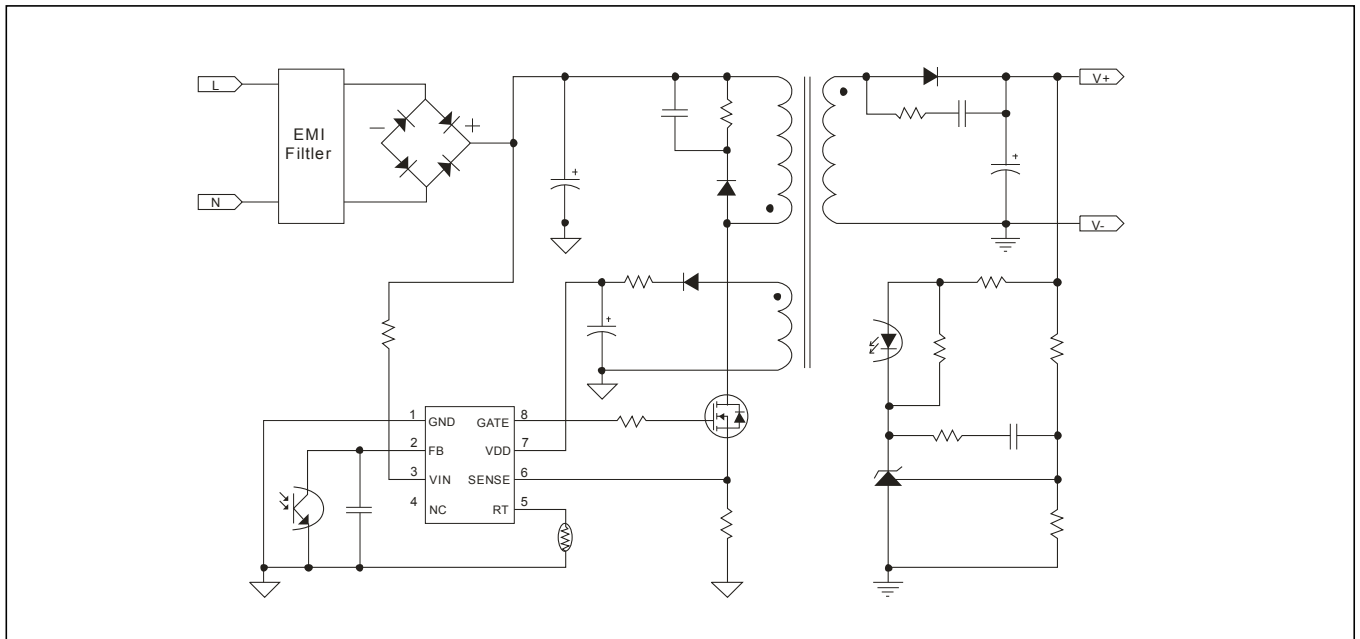 L
EMI
Filtler
N
− +
+
+
+
V+
V-
1 GND GATE 8
2 FB VDD 7
3 VIN SENSE 6
4 NC RT 5